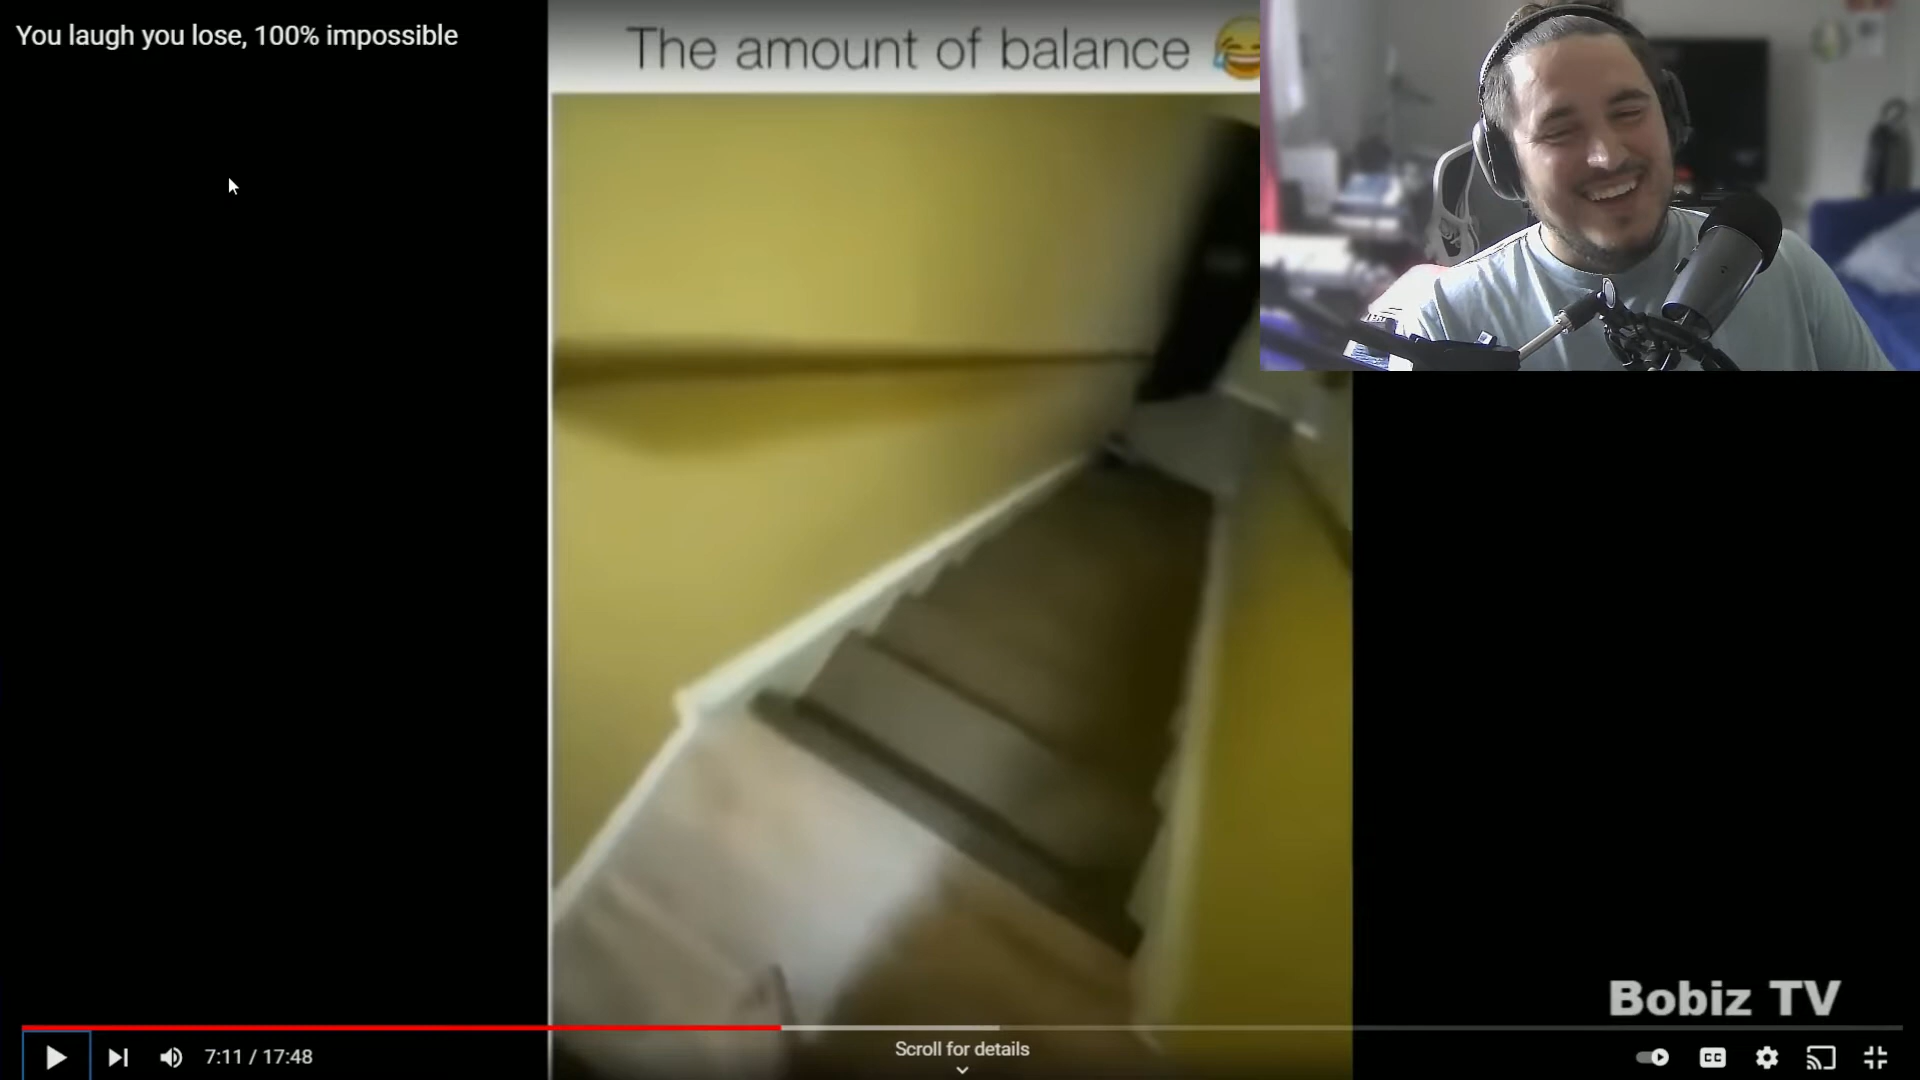 You laugh you lose, 100% impossible
The amount of balance 😂
Bobiz TV
7:11 / 17:48
Scroll for details
CC